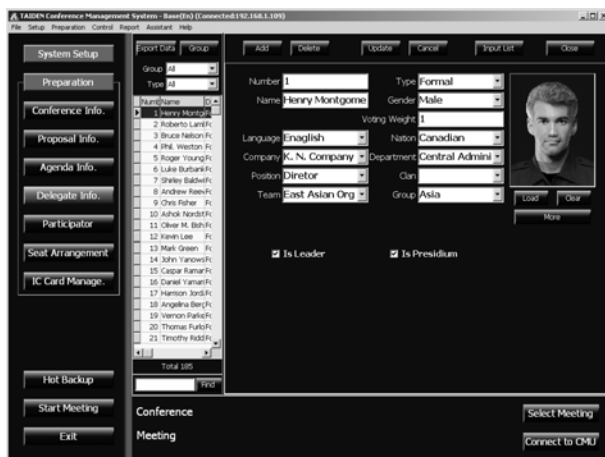 TAIDEN Conference Management System - Base(En) (Connected:192.168.1.109)
File Setup Preparation Control Report Assistant Help
System Setup
Preparation
Conference Info.
Proposal Info.
Agenda Info.
Delegate Info.
Participator
Seat Arrangement
IC Card Manage.
Hot Backup
Start Meeting
Exit
Export Data Group
Group All
Type All
Numb Name
1 Henry Montgo
2 Roberto Lamb
3 Bruce Nelson
4 Phil. Weston
5 Roger Young
6 Luke Burbank
7 Shirley Baldwi
8 Andrew Reev
9 Chris Fisher
10 Ashok Nordst
11 Oliver M. Bish
12 Kevin Lee
13 Mark Green
14 John Yanows
15 Caspar Ramar
16 Daniel Yaman
17 Harrison Jordi
18 Angelina Berg
19 Vernon Parke
20 Thomas Furlo
21 Timothy Ridd
Total 185
Find
Add Delete Update Cancel Input List Close
Number 1 Type Formal
Name Henry Montgome Gender Male
Voting Weight 1
Language Enaglish Nation Canadian
Company K. N. Company Department Central Admini
Position Diretor Clan
Team East Asian Org Group Asia
Load Clear
More
Is Leader Is Presidium
Conference
Meeting
Select Meeting
Connect to CMU